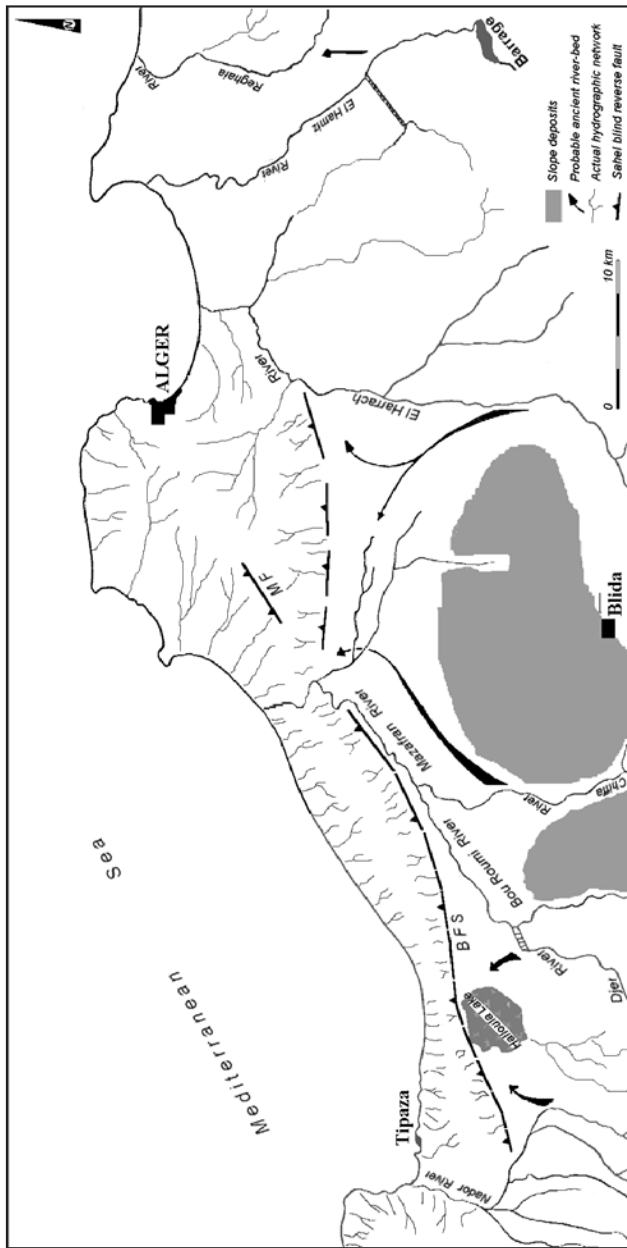 N
Mediterranean Sea
ALGER
Tipaza
MF
River
Reghaia
River
El Hamiz
Barrage
River
El Harrach
Mazafran River
BFS
Nador River
Halloula Lake
Bou Roumi River
River
Djer
River
Chiffa
Blida
0
10 km
Slope deposits
Probable ancient river-bed
Actual hydrographic network
Sahel blind reverse fault